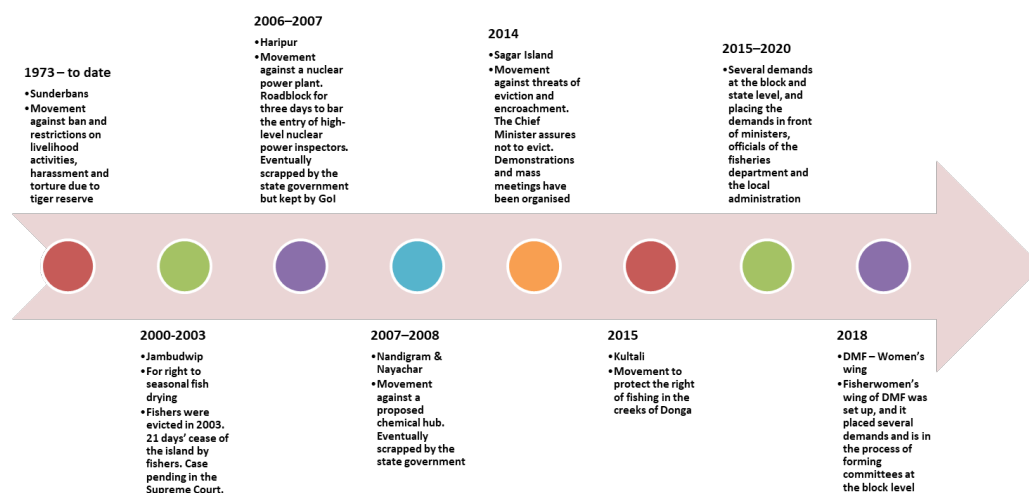 1973 – to date
•Sunderbans
•Movement
against ban and
restrictions on
livelihood
activities,
harassment and
torture due to
tiger reserve
2000-2003
•Jambudwip
•For right to
seasonal fish
drying
•Fishers were
evicted in 2003.
21 days’ cease of
the island by
fishers. Case
pending in the
Supreme Court.
2006–2007
•Haripur
•Movement
against a nuclear
power plant.
Roadblock for
three days to bar
the entry of high-
level nuclear
power inspectors.
Eventually
scrapped by the
state government
but kept by GoI
2007–2008
•Nandigram &
Nayachar
•Movement
against a
proposed
chemical hub.
Eventually
scrapped by the
state government
2014
•Sagar Island
•Movement
against threats of
eviction and
encroachment.
The Chief
Minister assures
not to evict.
Demonstrations
and mass
meetings have
been organised
2015
•Kultali
•Movement to
protect the right
of fishing in the
creeks of Donga
2015–2020
•Several demands
at the block and
state level, and
placing the
demands in front
of ministers,
officials of the
fisheries
department and
the local
administration
2018
•DMF – Women’s
wing
•Fisherwomen’s
wing of DMF was
set up, and it
placed several
demands and is in
the process of
forming
committees at
the block level